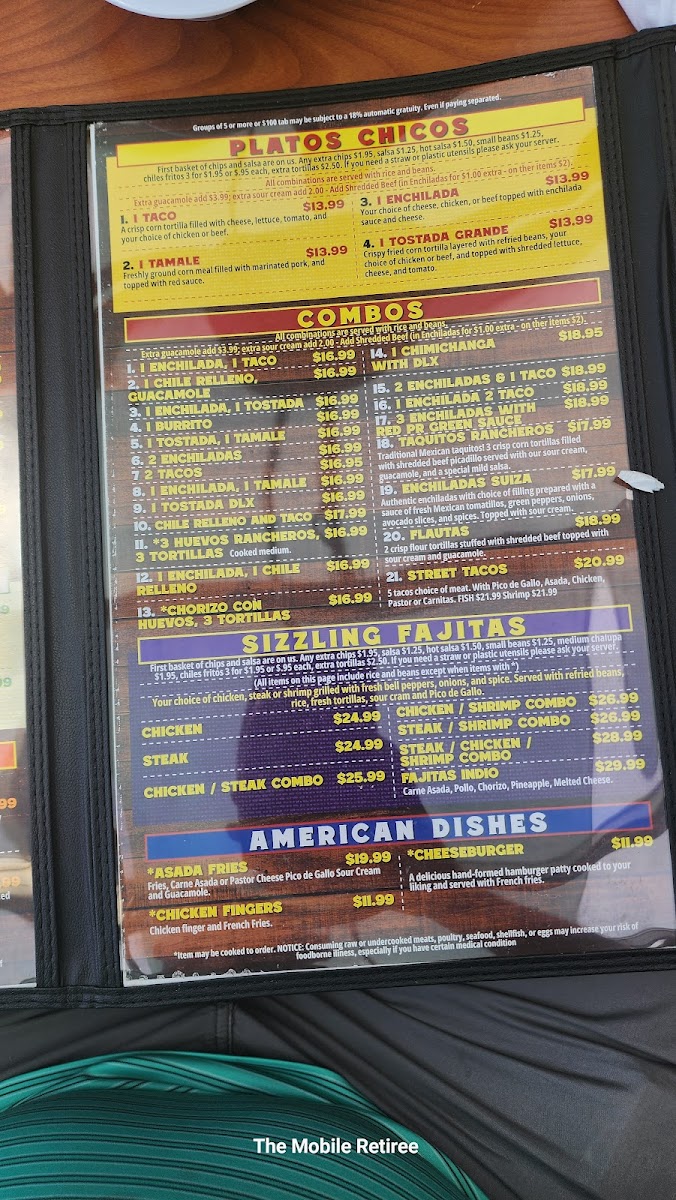 Groups of 5 or more or $100 tab may be subject to a 18% automatic gratuity, Even if paying separated.
PLATOS CHICOS
First basket of chips and salsa are on us. Any extra chips $1.95, salsa $1.25, hot salsa $1.50, small beans $1.25,
chiles fritos 3 for $1.95 or $.95 each, extra tortillas $2.50. If you need a straw or plastic utensils please ask your server.
All combinations are served with rice and beans.
Extra guacamole add $3.99; extra sour cream add 2.00 - Add Shredded Beef (in Enchiladas for $1.00 extra - on ther items $2).
1. 1 TACO $13.99
A crisp corn tortilla filled with cheese, lettuce, tomato, and
your choice of chicken or beef.
2. 1 TAMALE $13.99
Freshly ground corn meal filled with marinated pork, and
topped with red sauce.
3. 1 ENCHILADA $13.99
Your choice of cheese, chicken, or beef topped with enchilada
sauce and cheese.
4. 1 TOSTADA GRANDE $13.99
Crispy fried corn tortilla layered with refried beans, your
choice of chicken or beef, and topped with shredded lettuce,
cheese, and tomato.
COMBOS
All combinations are served with rice and beans.
Extra guacamole add $3.99; extra sour cream add 2.00 - Add Shredded Beef (in Enchiladas for $1.00 extra - on ther items $2).
1. 1 ENCHILADA, 1 TACO $16.99
2. 1 CHILE RELLENO, $16.99
GUACAMOLE
3. 1 ENCHILADA, 1 TOSTADA $16.99
4. 1 BURRITO $16.99
5. 1 TOSTADA, 1 TAMALE $16.99
6. 2 ENCHILADAS $16.99
7 2 TACOS $16.95
8. 1 ENCHILADA, 1 TAMALE $16.99
9. 1 TOSTADA DLX $16.99
10. CHILE RELLENO AND TACO $17.99
11. *3 HUEVOS RANCHEROS, $16.99
3 TORTILLAS Cooked medium.
12. 1 ENCHILADA, 1 CHILE $16.99
RELLENO
13. *CHORIZO CON $16.99
HUEVOS, 3 TORTILLAS
14. 1 CHIMICHANGA $18.95
WITH DLX
15. 2 ENCHILADAS & 1 TACO $18.99
16. 1 ENCHILADA 2 TACO $18.99
17. 3 ENCHILADAS WITH $18.99
RED PR GREEN SAUCE
18. TAQUITOS RANCHEROS $17.99
Traditional Mexican taquitos! 3 crisp corn tortillas filled
with shredded beef picadillo served with our sour cream,
guacamole, and a special mild salsa.
19. ENCHILADAS SUIZA $17.99
Authentic enchiladas with choice of filling prepared with a
sauce of fresh Mexican tomatillos, green peppers, onions,
avocado slices, and spices. Topped with sour cream.
20. FLAUTAS $18.99
2 crisp flour tortillas stuffed with shredded beef topped with
sour cream and guacamole.
21. STREET TACOS $20.99
5 tacos choice of meat. With Pico de Gallo, Asada, Chicken,
Pastor or Carnitas. FISH $21.99 Shrimp $21.99
SIZZLING FAJITAS
First basket of chips and salsa are on us. Any extra chips $1.95, salsa $1.25, hot salsa $1.50, small beans $1.25, medium chalupa
$1.95, chiles fritos 3 for $1.95 or $.95 each, extra tortillas $2.50. If you need a straw or plastic utensils please ask your server.
(All items on this page include rice and beans except when items with *)
Your choice of chicken, steak or shrimp grilled with fresh bell peppers, onions, and spice. Served with refried beans,
rice, fresh tortillas, sour cram and Pico de Gallo.
CHICKEN $24.99
STEAK $24.99
CHICKEN / STEAK COMBO $25.99
CHICKEN / SHRIMP COMBO $26.99
STEAK / SHRIMP COMBO $26.99
STEAK / CHICKEN / $28.99
SHRIMP COMBO
FAJITAS INDIO $29.99
Carne Asada, Pollo, Chorizo, Pineapple, Melted Cheese.
AMERICAN DISHES
*ASADA FRIES $19.99
Fries, Carne Asada or Pastor Cheese Pico de Gallo Sour Cream
and Guacamole.
*CHICKEN FINGERS $11.99
Chicken finger and French Fries.
*CHEESEBURGER $11.99
A delicious hand-formed hamburger patty cooked to your
liking and served with French fries.
*Item may be cooked to order. NOTICE: Consuming raw or undercooked meats, poultry, seafood, shellfish, or eggs may increase your risk of
foodborne illness, especially if you have certain medical condition
The Mobile Retiree